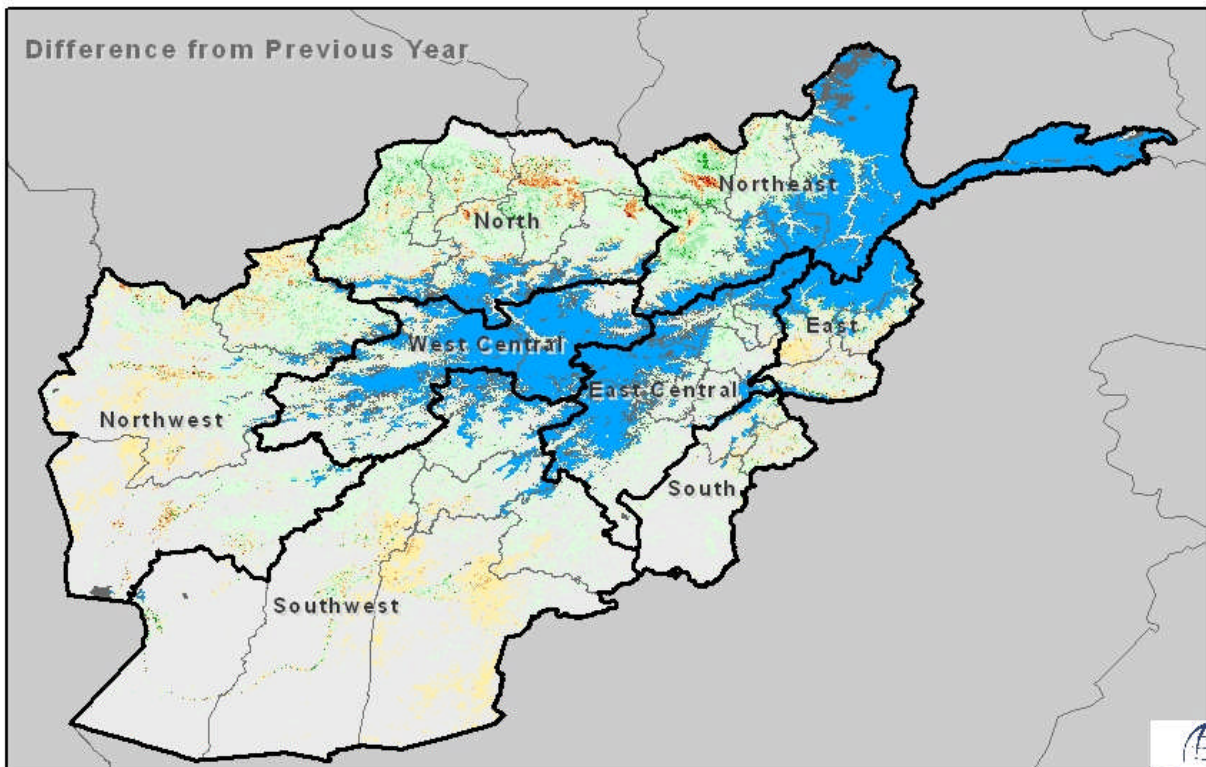 Difference from Previous Year
Northeast
North
East
West Central
East Central
Northwest
South
Southwest